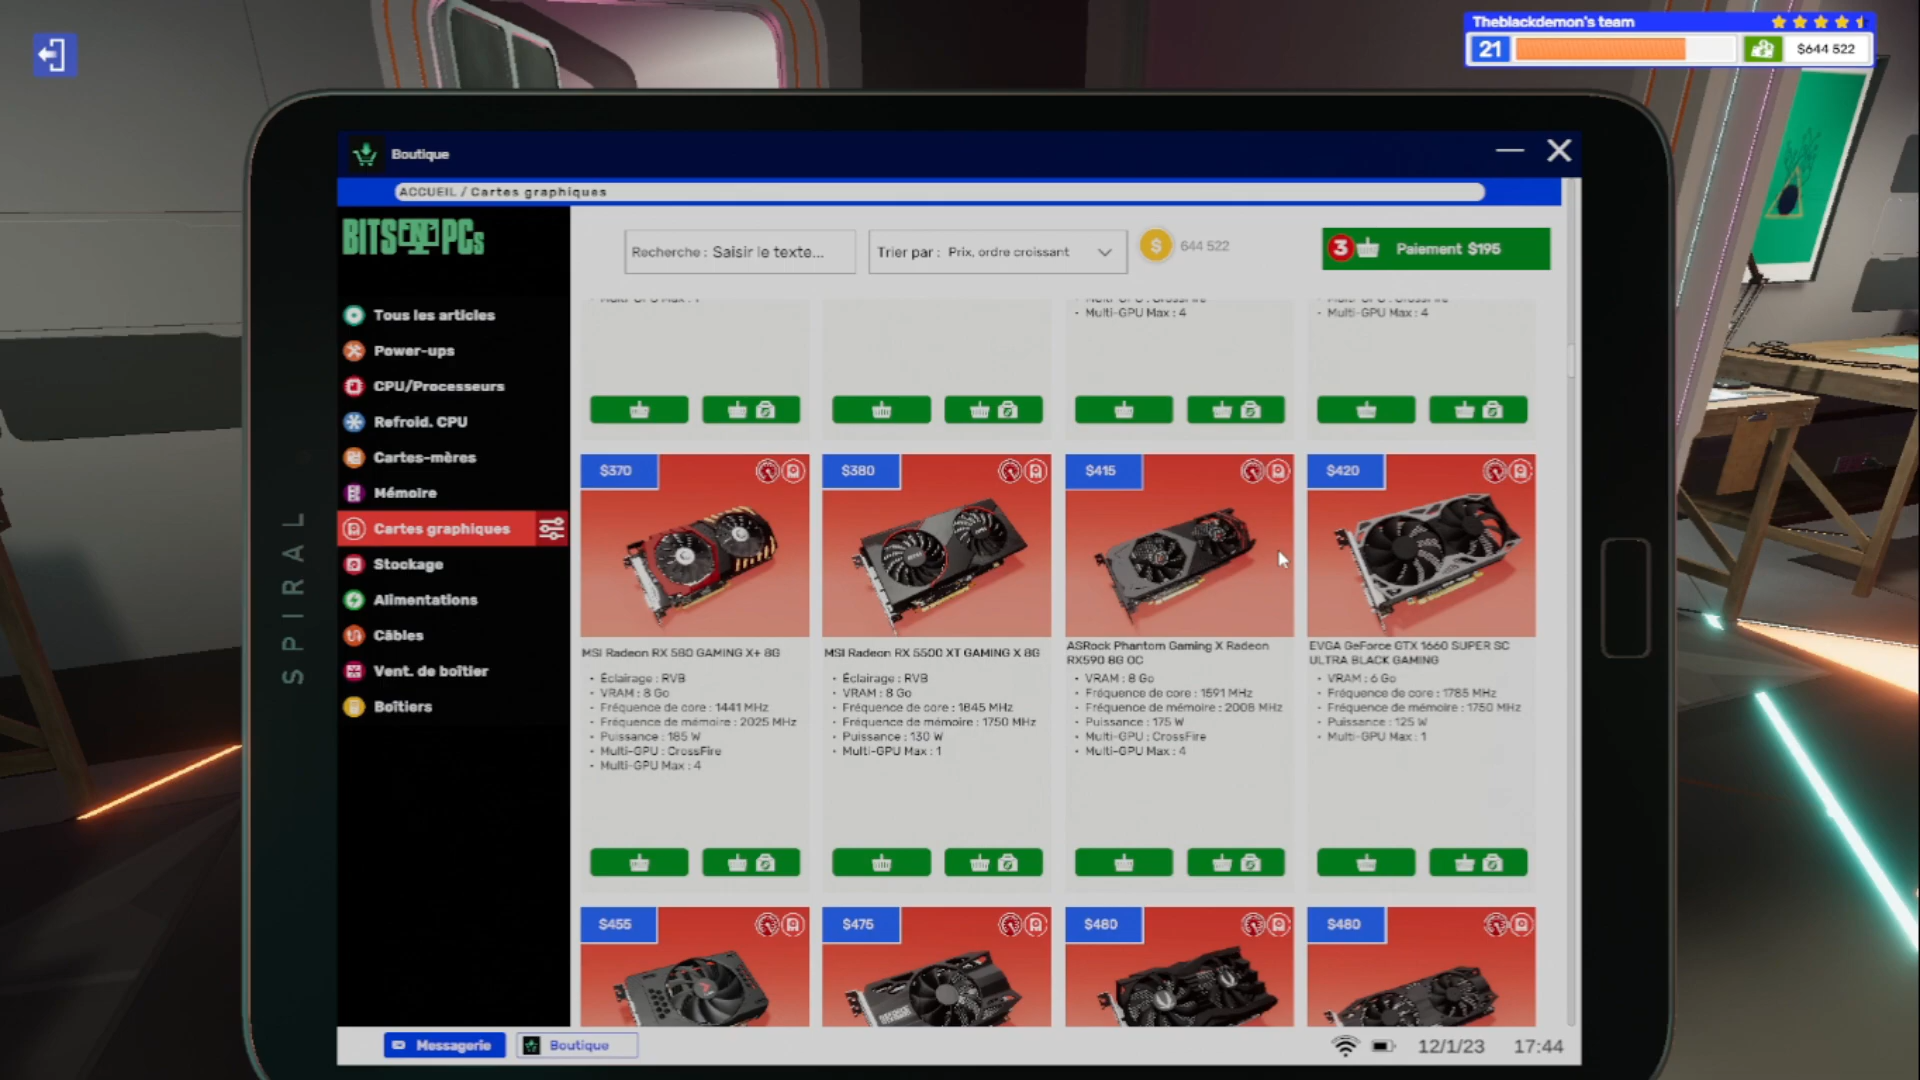 Theblackdemon's team
21
$644 522
Boutique
ACCUEIL / Cartes graphiques
BITS PCs
Recherche : Saisir le texte...
Trier par : Prix, ordre croissant
$
644 522
3
Paiement $195
Tous les articles
Power-ups
CPU/Processeurs
Refroid. CPU
Cartes-mères
Mémoire
Cartes graphiques
Stockage
Alimentations
Câbles
Vent. de boîtier
Boîtiers
SPIRAL
- Multi-GPU Max : 4
- Multi-GPU Max : 4
$370
$380
$415
$420
MSI Radeon RX 580 GAMING X+ 8G
- Éclairage : RVB
- VRAM : 8 Go
- Fréquence de core : 1441 MHz
- Fréquence de mémoire : 2025 MHz
- Puissance : 185 W
- Multi-GPU : CrossFire
- Multi-GPU Max : 4
MSI Radeon RX 5500 XT GAMING X 8G
- Éclairage : RVB
- VRAM : 8 Go
- Fréquence de core : 1845 MHz
- Fréquence de mémoire : 1750 MHz
- Puissance : 130 W
- Multi-GPU Max : 1
ASRock Phantom Gaming X Radeon
RX590 8G OC
- VRAM : 8 Go
- Fréquence de core : 1591 MHz
- Fréquence de mémoire : 2008 MHz
- Puissance : 175 W
- Multi-GPU : CrossFire
- Multi-GPU Max : 4
EVGA GeForce GTX 1660 SUPER SC
ULTRA BLACK GAMING
- VRAM : 6 Go
- Fréquence de core : 1785 MHz
- Fréquence de mémoire : 1750 MHz
- Puissance : 125 W
- Multi-GPU Max : 1
$455
$475
$480
$480
Messagerie
Boutique
12/1/23
17:44